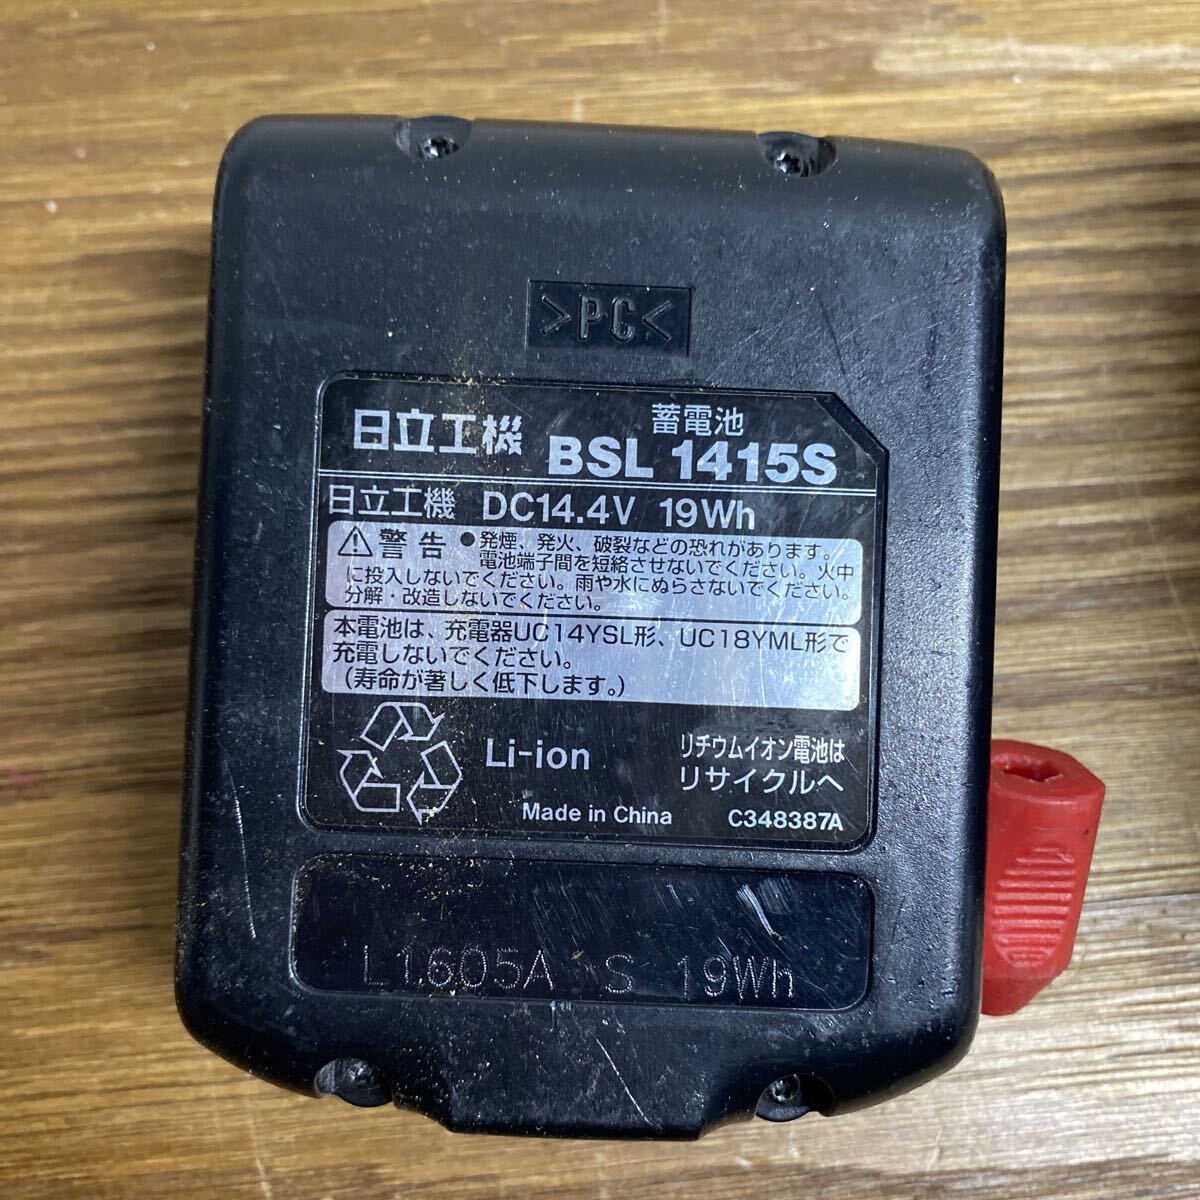 >PC<
蓄電池
日立工機 BSL 1415S
日立工機 DC14.4V 19Wh
⚠警告 ●発煙、発火、破裂などの恐れがあります。
電池端子間を短絡させないでください。火中
に投入しないでください。雨や水にぬらさないでください。
分解・改造しないでください。
本電池は、充電器UC14YSL形、UC18YML形で
充電しないでください。
（寿命が著しく低下します。）
Li-ion
リチウムイオン電池は
リサイクルへ
Made in China C348387A
L1605A S 19Wh